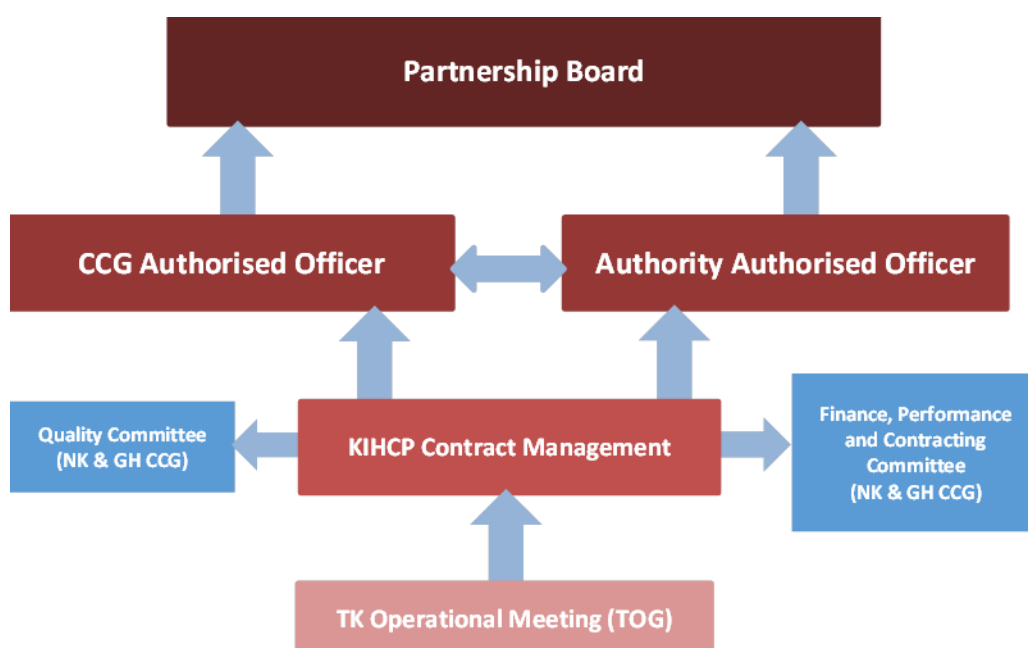 Partnership Board
CCG Authorised Officer
Authority Authorised Officer
Quality Committee
(NK & GH CCG)
KIHCP Contract Management
Finance, Performance
and Contracting
Committee
(NK & GH CCG)
TK Operational Meeting (TOG)